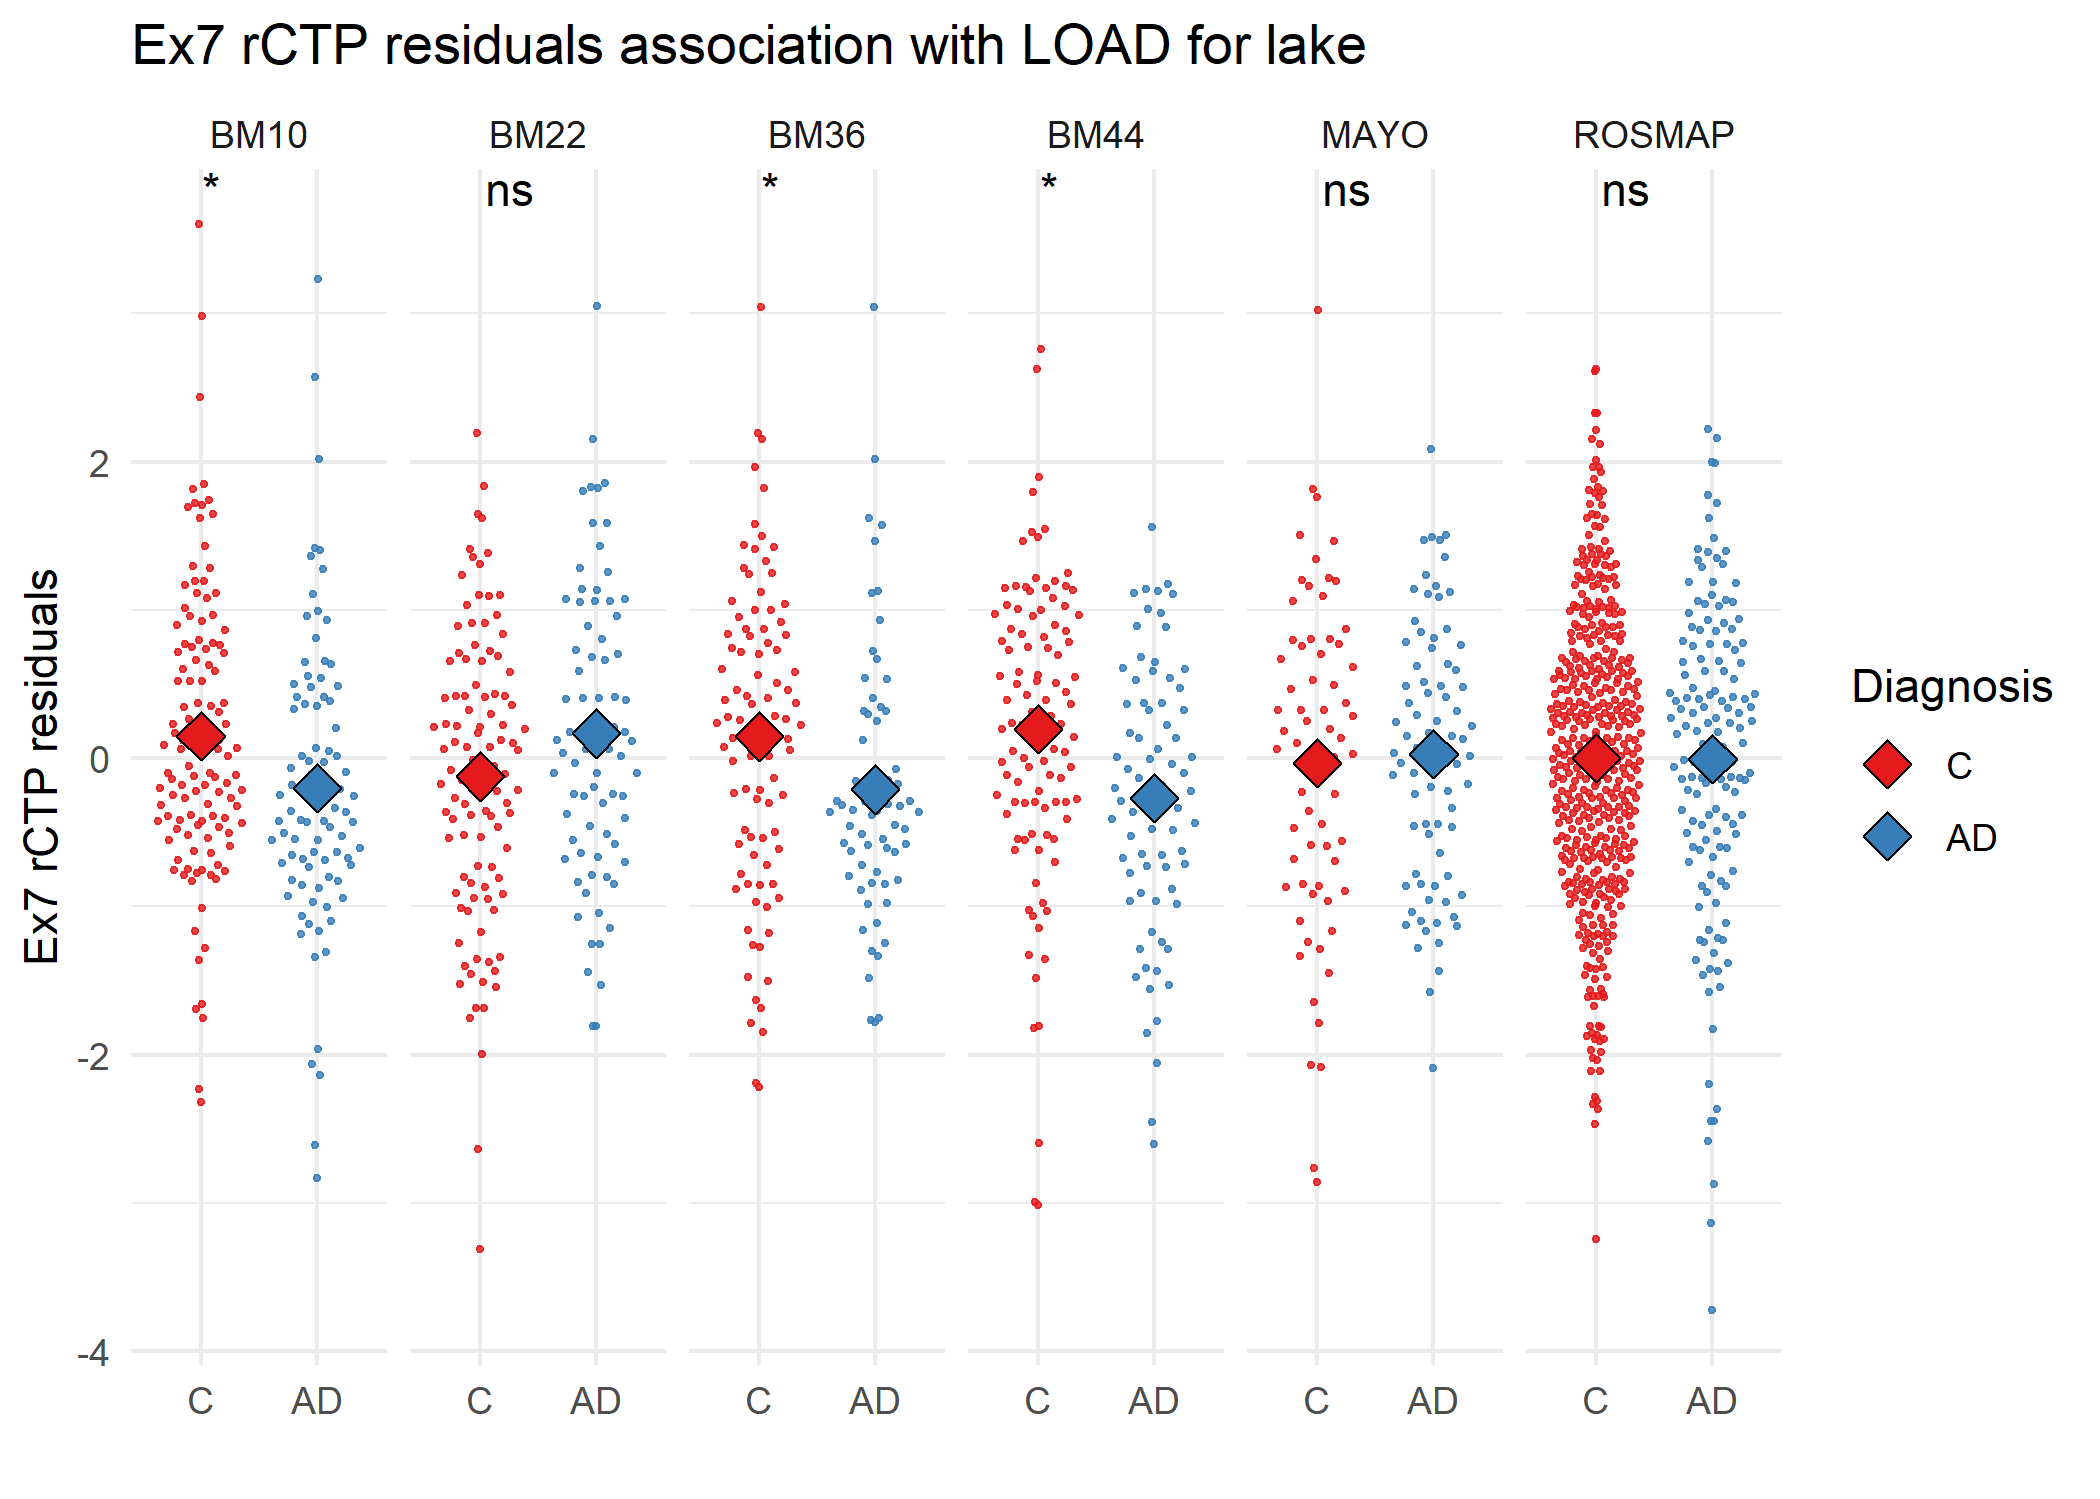 Ex7 rCTP residuals association with LOAD for lake
BM10 BM22 BM36 BM44 MAYO ROSMAP
* ns * * ns ns
2
0
-2
-4
Ex7 rCTP residuals
C AD C AD C AD C AD C AD C AD
Diagnosis
C
AD